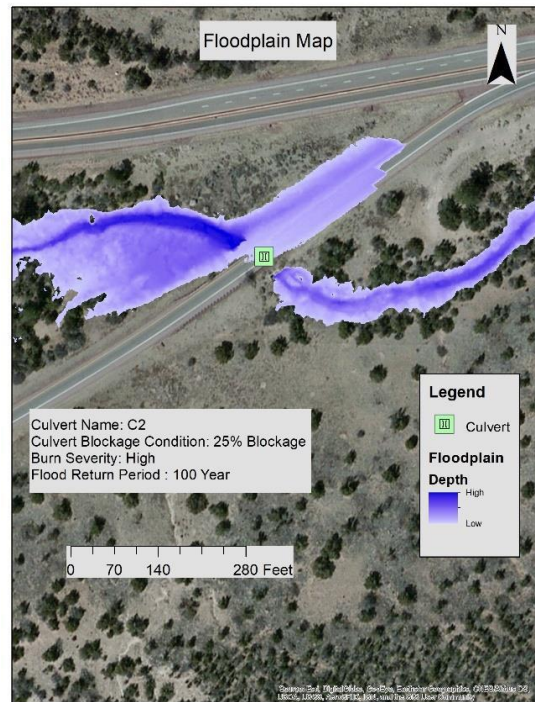 Floodplain Map
N
Legend
Culvert
Floodplain
Depth
High
Low
Culvert Name: C2
Culvert Blockage Condition: 25% Blockage
Burn Severity: High
Flood Return Period : 100 Year
0 70 140 280 Feet